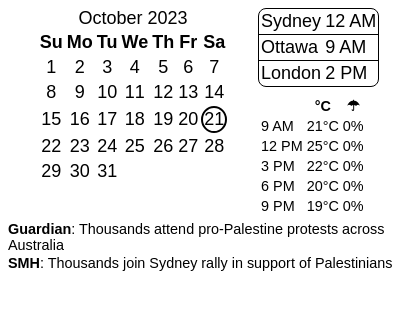 October 2023
Su Mo Tu We Th Fr Sa
1 2 3 4 5 6 7
8 9 10 11 12 13 14
15 16 17 18 19 20 21
22 23 24 25 26 27 28
29 30 31
Sydney 12 AM
Ottawa 9 AM
London 2 PM
°C ☂
9 AM 21°C 0%
12 PM 25°C 0%
3 PM 22°C 0%
6 PM 20°C 0%
9 PM 19°C 0%
Guardian: Thousands attend pro-Palestine protests across
Australia
SMH: Thousands join Sydney rally in support of Palestinians